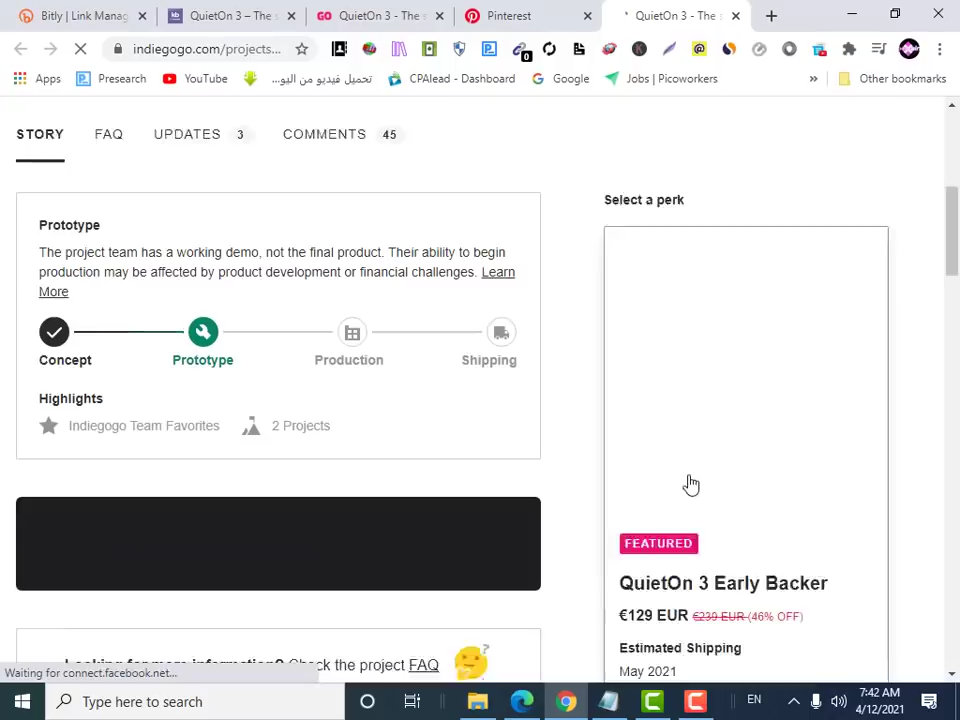 Bitly | Link Manag
QuietOn 3 – The s
QuietOn 3 - The s
Pinterest
QuietOn 3 - The s
indiegogo.com/projects...
Apps
Presearch
YouTube
تحميل فيديو من اليو...
CPAlead - Dashboard
Google
Jobs | Picoworkers
»
Other bookmarks
STORY
FAQ
UPDATES 3
COMMENTS 45
Prototype
The project team has a working demo, not the final product. Their ability to begin
production may be affected by product development or financial challenges. Learn
More
Concept
Prototype
Production
Shipping
Highlights
Indiegogo Team Favorites
2 Projects
Select a perk
FEATURED
QuietOn 3 Early Backer
€129 EUR €239 EUR (46% OFF)
Estimated Shipping
May 2021
Looking for more information? Check the project FAQ
Waiting for connect.facebook.net...
Type here to search
EN
7:42 AM
4/12/2021